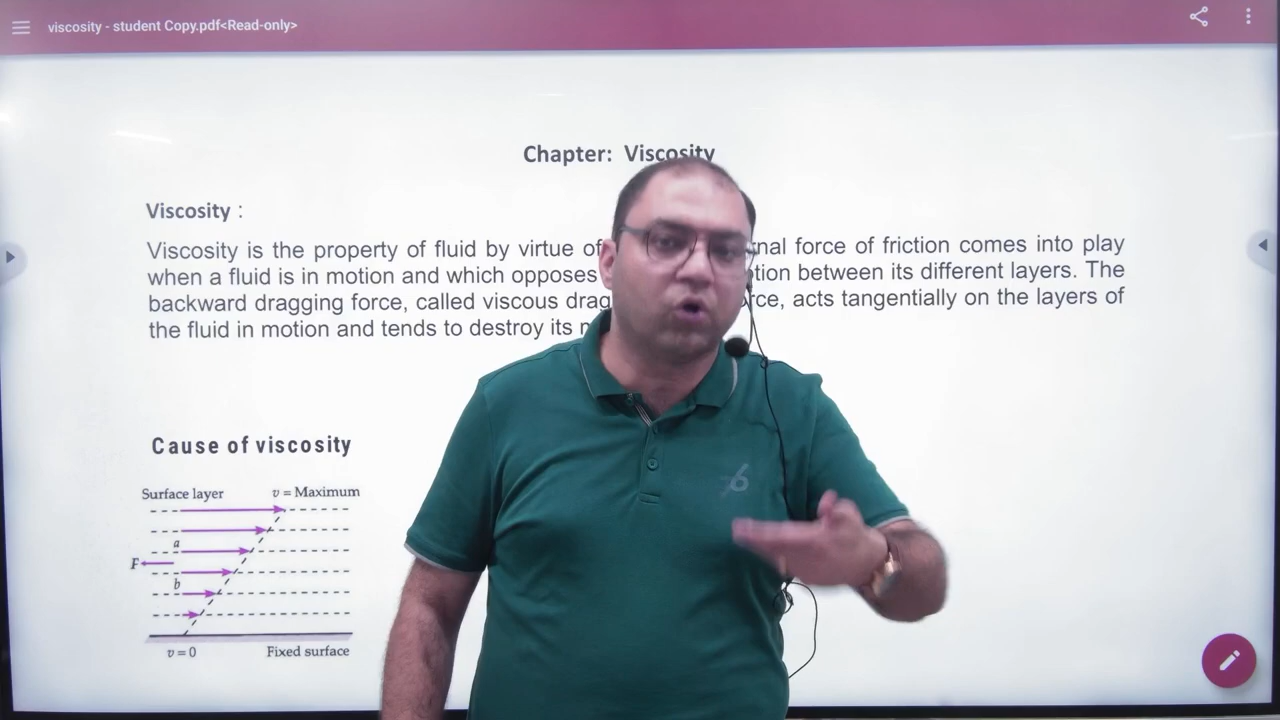 viscosity - student Copy.pdf<Read-only>
Chapter: Viscosity
Viscosity :
Viscosity is the property of fluid by virtue of nal force of friction comes into play
when a fluid is in motion and which opposes tion between its different layers. The
backward dragging force, called viscous drag rce, acts tangentially on the layers of
the fluid in motion and tends to destroy its
Cause of viscosity
Surface layer v = Maximum
a
F
b
v = 0 Fixed surface